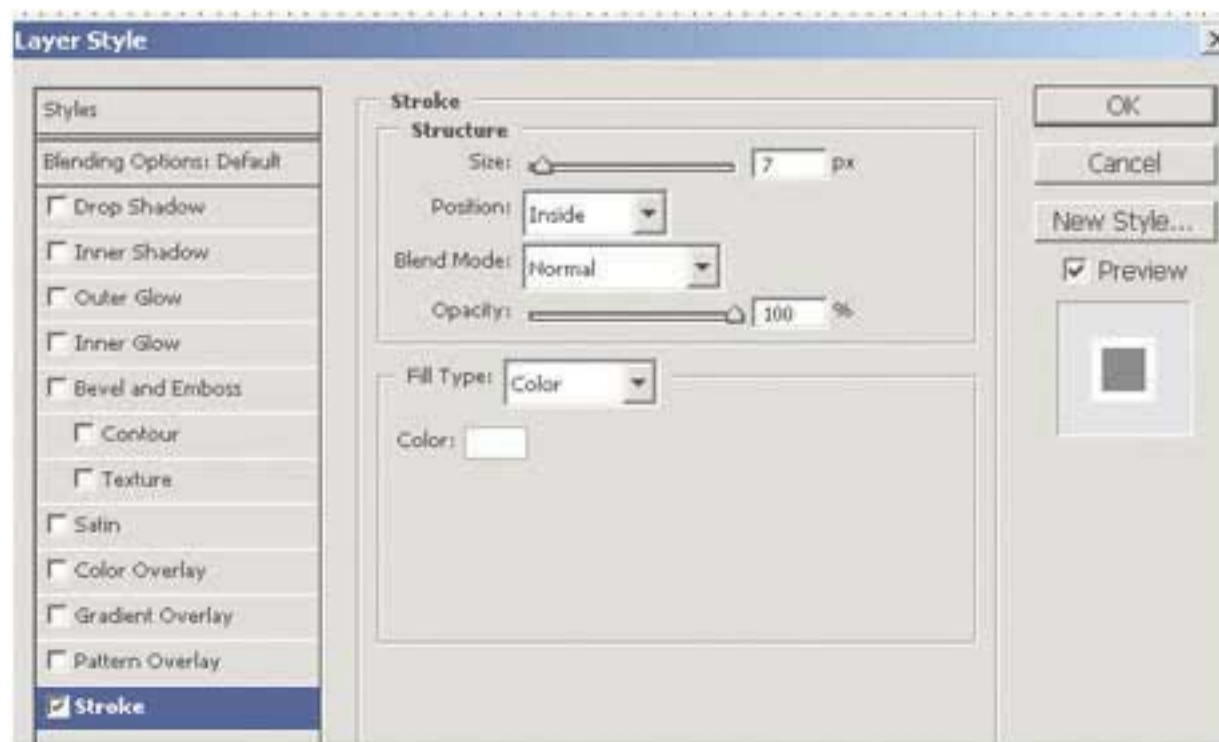 Layer Style
Styles
Blending Options: Default
Drop Shadow
Inner Shadow
Outer Glow
Inner Glow
Bevel and Emboss
Contour
Texture
Satin
Color Overlay
Gradient Overlay
Pattern Overlay
Stroke
Stroke
Structure
Size: 7 px
Position: Inside
Blend Mode: Normal
Opacity: 100 %
Fill Type: Color
Color:
OK
Cancel
New Style...
Preview